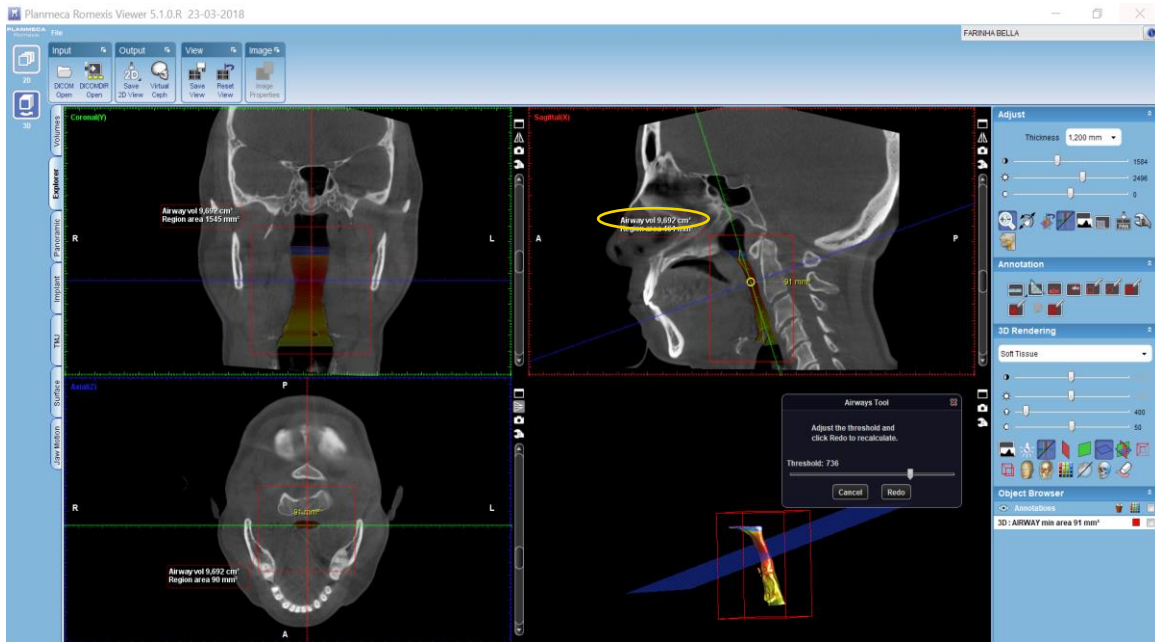 Planmeca Romexis Viewer 5.1.0.R 23-03-2018
PLANMECA
Romexis
File
FARINHA BELLA
2D
3D
Input
Output
View
Image
DICOM Open
DICOMDIR Open
Save 2D View
Virtual Ceph
Save View
Reset View
Image Properties
Volumes
Explorer
Panoramic
Implant
TMJ
Surface
Jaw Motion
Coronal(Y)
Airway vol 9,692 cm³
Region area 1545 mm²
R
L
Sagittal(X)
Airway vol 9,692 cm³
A
P
91 mm²
Axial(Z)
P
R
L
91 mm²
Airway vol 9,692 cm³
Region area 90 mm²
A
Airways Tool
Adjust the threshold and
click Redo to recalculate.
Threshold: 736
Cancel
Redo
Adjust
Thickness
1,200 mm
1584
2496
0
Annotation
3D Rendering
Soft Tissue
400
50
Object Browser
Annotations
3D : AIRWAY min area 91 mm²